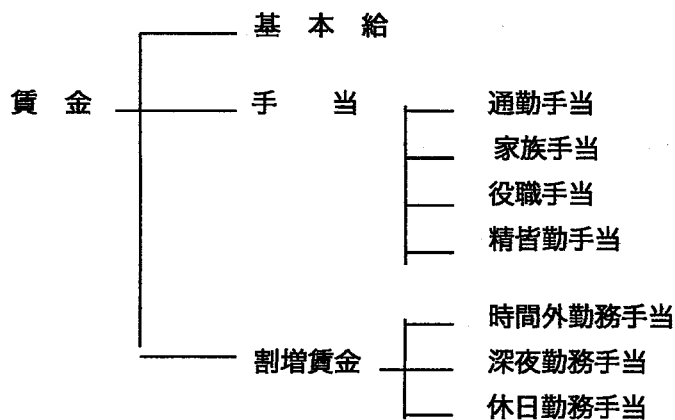 基本給
賃金
手当
通勤手当
家族手当
役職手当
精皆勤手当
割増賃金
時間外勤務手当
深夜勤務手当
休日勤務手当